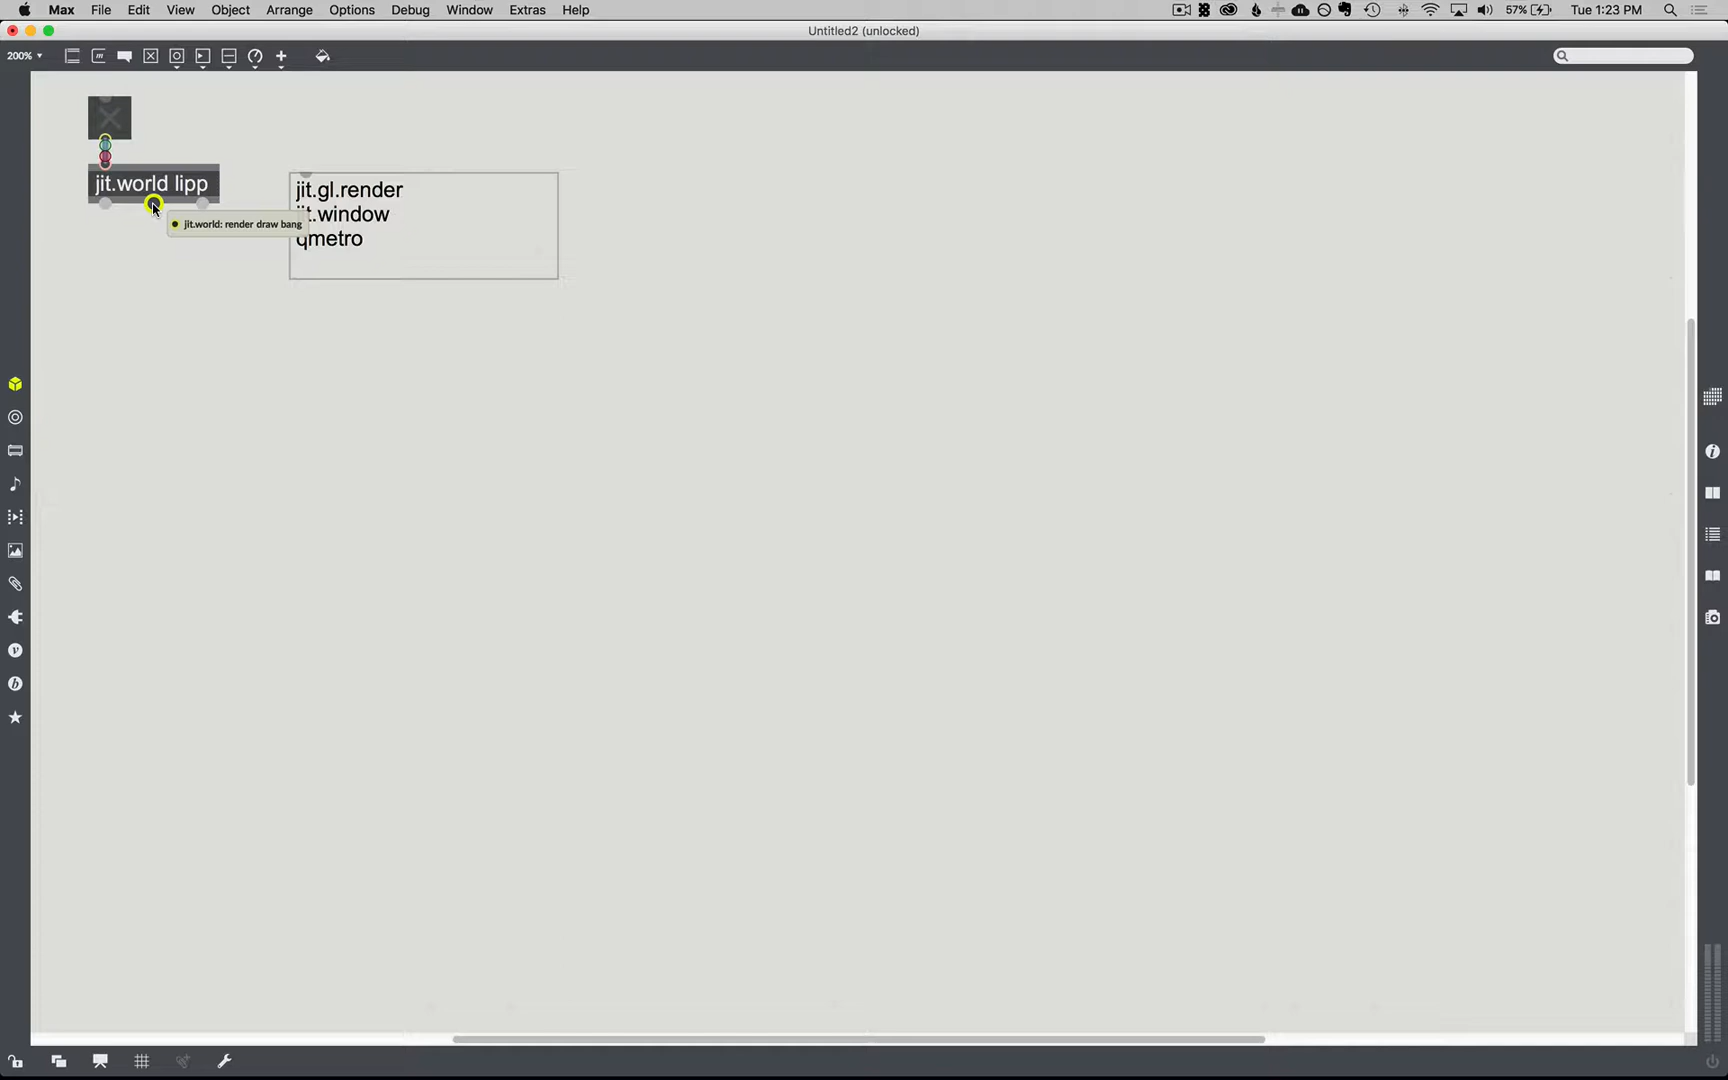 Max File Edit View Object Arrange Options Debug Window Extras Help
57% Tue 1:23 PM
Untitled2 (unlocked)
200%
jit.world lipp
jit.world: render draw bang
jit.gl.render
jit.window
qmetro